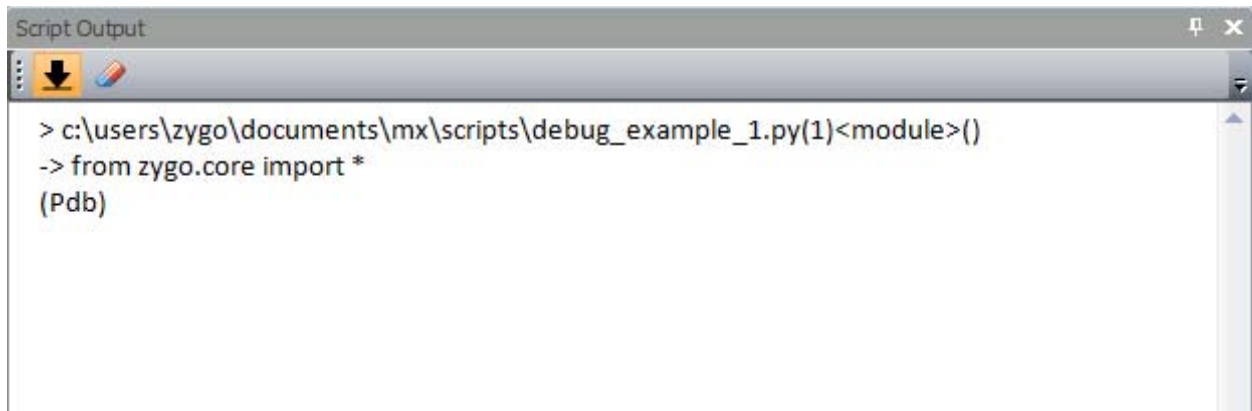 Script Output
> c:\users\zygo\documents\mx\scripts\debug_example_1.py(1)<module>()
-> from zygo.core import *
(Pdb)